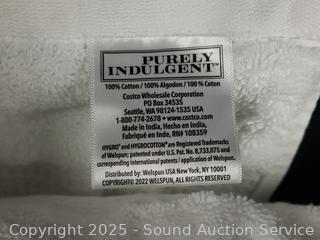 PURELY
INDULGENT™
100% Cotton / 100% Algodon / 100% Coton
Costco Wholesale Corporation
PO Box 34535
Seattle, WA 98124-1535 USA
1-800-774-2678 • www.costco.com
Made in India, Hecho en India,
Fabriqué en Inde, RN# 108359
HYGRO® and HYGROCOTTON® are Registered Trademarks
of Welspun; patented under U.S. Pat. No. 8,733,075 and
corresponding international patents / application of Welspun.
Distributed by: Welspun USA New York, NY 10001
COPYRIGHT© 2022 WELSPUN, ALL RIGHTS RESERVED
Copyright 2025 - Sound Auction Service